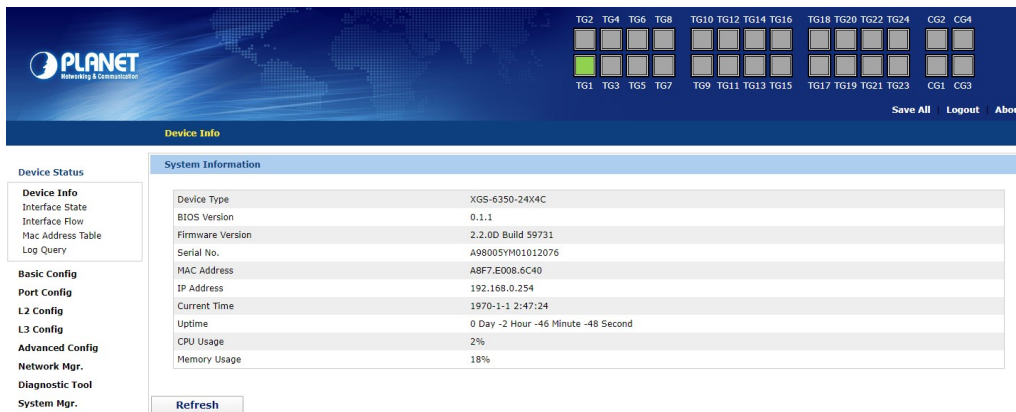 TG2 TG4 TG6 TG8 TG10 TG12 TG14 TG16 TG18 TG20 TG22 TG24 CG2 CG4
PLANET
Networking & Communication
TG1 TG3 TG5 TG7 TG9 TG11 TG13 TG15 TG17 TG19 TG21 TG23 CG1 CG3
Save All Logout Abou
Device Info
Device Status
Device Info
Interface State
Interface Flow
Mac Address Table
Log Query
Basic Config
Port Config
L2 Config
L3 Config
Advanced Config
Network Mgr.
Diagnostic Tool
System Mgr.
System Information
Device Type XGS-6350-24X4C
BIOS Version 0.1.1
Firmware Version 2.2.0D Build 59731
Serial No. A98005YM01012076
MAC Address A8F7.E008.6C40
IP Address 192.168.0.254
Current Time 1970-1-1 2:47:24
Uptime 0 Day -2 Hour -46 Minute -48 Second
CPU Usage 2%
Memory Usage 18%
Refresh